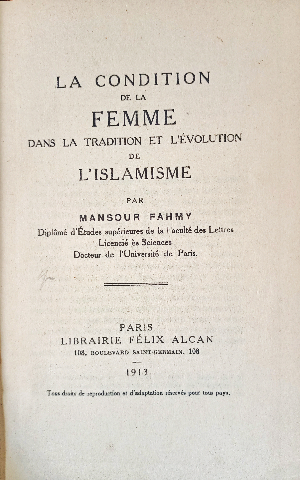 LA CONDITION
DE LA
FEMME
DANS LA TRADITION ET L'ÉVOLUTION
DE
L'ISLAMISME
PAR
MANSOUR FAHMY
Diplômé d'Études supérieures de la Faculté des Lettres
Licencié ès Sciences
Docteur de l'Université de Paris.
PARIS
LIBRAIRIE FÉLIX ALCAN
108, BOULEVARD SAINT-GERMAIN, 108
1913
Tous droits de reproduction et d'adaptation réservés pour tous pays.